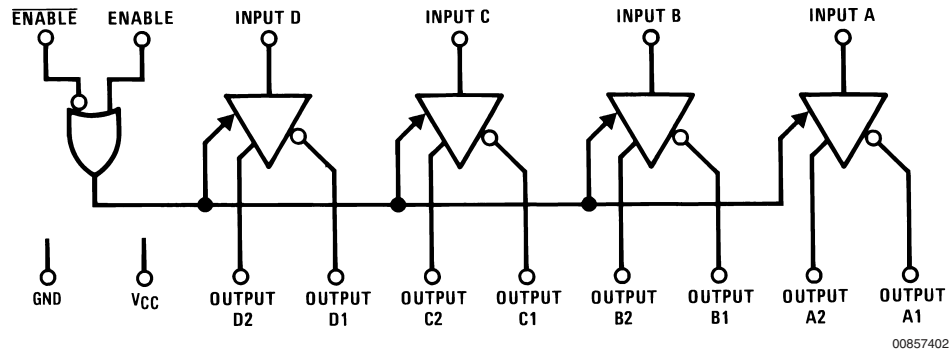 ENABLE ENABLE INPUT D INPUT C INPUT B INPUT A
GND VCC OUTPUT D2 OUTPUT D1 OUTPUT C2 OUTPUT C1 OUTPUT B2 OUTPUT B1 OUTPUT A2 OUTPUT A1
00857402